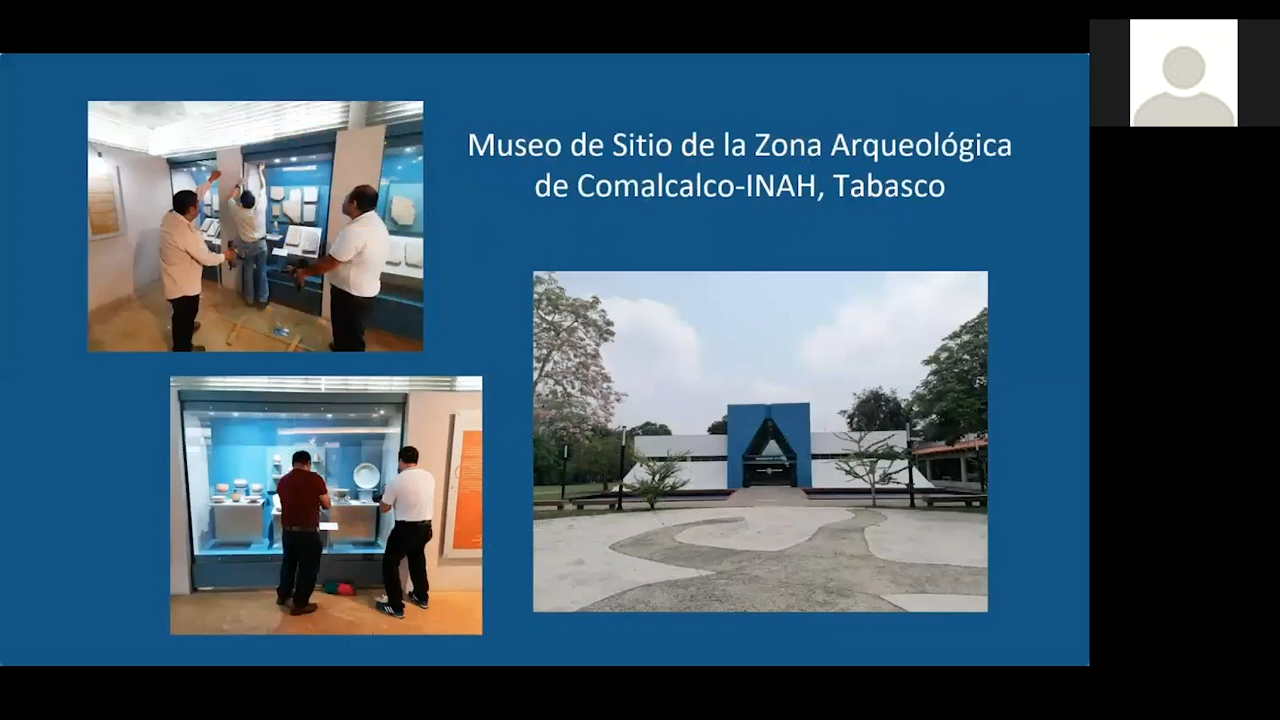 Museo de Sitio de la Zona Arqueológica
de Comalcalco-INAH, Tabasco